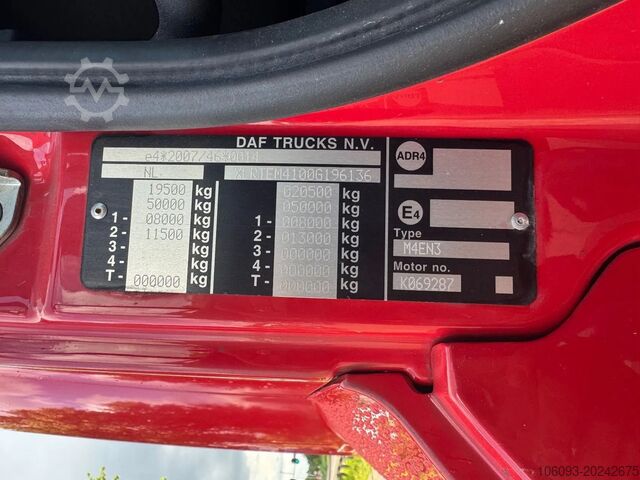 DAF TRUCKS N.V.
e4*2007/46*0014
NL
19500 kg
50000 kg
1- 08000 kg
2- 11500 kg
3- kg
4- kg
T- 000000 kg
G20500 kg
050000 kg
1- 008000 kg
2- 013000 kg
3- 000000 kg
4- 000000 kg
T- 000000 kg
ADR4
E4
Type
M4EN3
Motor no.
K069287
106093-20242675